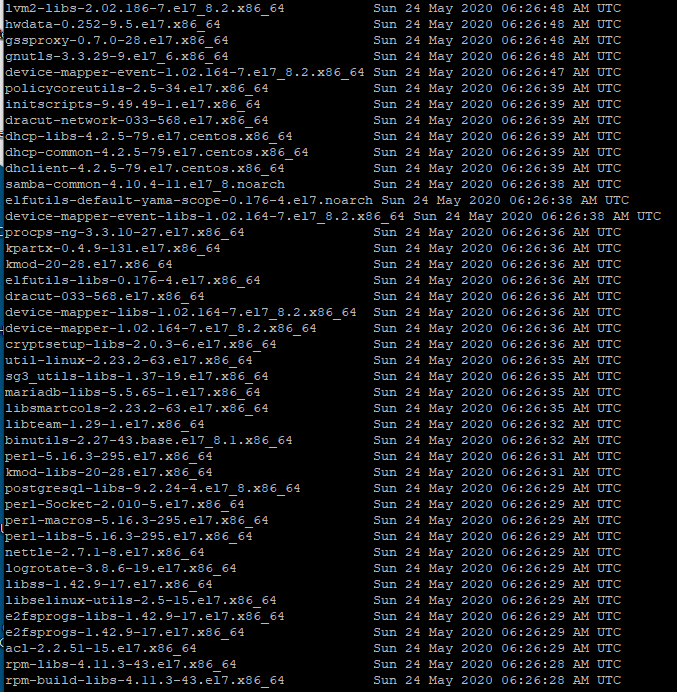 lvm2-libs-2.02.186-7.el7_8.2.x86_64 Sun 24 May 2020 06:26:48 AM UTC
hwdata-0.252-9.5.el7.x86_64 Sun 24 May 2020 06:26:48 AM UTC
gssproxy-0.7.0-28.el7.x86_64 Sun 24 May 2020 06:26:48 AM UTC
gnutls-3.3.29-9.el7_6.x86_64 Sun 24 May 2020 06:26:48 AM UTC
device-mapper-event-1.02.164-7.el7_8.2.x86_64 Sun 24 May 2020 06:26:47 AM UTC
policycoreutils-2.5-34.el7.x86_64 Sun 24 May 2020 06:26:39 AM UTC
initscripts-9.49.49-1.el7.x86_64 Sun 24 May 2020 06:26:39 AM UTC
dracut-network-033-568.el7.x86_64 Sun 24 May 2020 06:26:39 AM UTC
dhcp-libs-4.2.5-79.el7.centos.x86_64 Sun 24 May 2020 06:26:39 AM UTC
dhcp-common-4.2.5-79.el7.centos.x86_64 Sun 24 May 2020 06:26:39 AM UTC
dhclient-4.2.5-79.el7.centos.x86_64 Sun 24 May 2020 06:26:39 AM UTC
samba-common-4.10.4-11.el7_8.noarch Sun 24 May 2020 06:26:38 AM UTC
elfutils-default-yama-scope-0.176-4.el7.noarch Sun 24 May 2020 06:26:38 AM UTC
device-mapper-event-libs-1.02.164-7.el7_8.2.x86_64 Sun 24 May 2020 06:26:38 AM UTC
procps-ng-3.3.10-27.el7.x86_64 Sun 24 May 2020 06:26:36 AM UTC
kpartx-0.4.9-131.el7.x86_64 Sun 24 May 2020 06:26:36 AM UTC
kmod-20-28.el7.x86_64 Sun 24 May 2020 06:26:36 AM UTC
elfutils-libs-0.176-4.el7.x86_64 Sun 24 May 2020 06:26:36 AM UTC
dracut-033-568.el7.x86_64 Sun 24 May 2020 06:26:36 AM UTC
device-mapper-libs-1.02.164-7.el7_8.2.x86_64 Sun 24 May 2020 06:26:36 AM UTC
device-mapper-1.02.164-7.el7_8.2.x86_64 Sun 24 May 2020 06:26:36 AM UTC
cryptsetup-libs-2.0.3-6.el7.x86_64 Sun 24 May 2020 06:26:36 AM UTC
util-linux-2.23.2-63.el7.x86_64 Sun 24 May 2020 06:26:35 AM UTC
sg3_utils-libs-1.37-19.el7.x86_64 Sun 24 May 2020 06:26:35 AM UTC
mariadb-libs-5.5.65-1.el7.x86_64 Sun 24 May 2020 06:26:35 AM UTC
libsmartcols-2.23.2-63.el7.x86_64 Sun 24 May 2020 06:26:35 AM UTC
libteam-1.29-1.el7.x86_64 Sun 24 May 2020 06:26:32 AM UTC
binutils-2.27-43.base.el7_8.1.x86_64 Sun 24 May 2020 06:26:32 AM UTC
perl-5.16.3-295.el7.x86_64 Sun 24 May 2020 06:26:31 AM UTC
kmod-libs-20-28.el7.x86_64 Sun 24 May 2020 06:26:31 AM UTC
postgresql-libs-9.2.24-4.el7_8.x86_64 Sun 24 May 2020 06:26:29 AM UTC
perl-Socket-2.010-5.el7.x86_64 Sun 24 May 2020 06:26:29 AM UTC
perl-macros-5.16.3-295.el7.x86_64 Sun 24 May 2020 06:26:29 AM UTC
perl-libs-5.16.3-295.el7.x86_64 Sun 24 May 2020 06:26:29 AM UTC
nettle-2.7.1-8.el7.x86_64 Sun 24 May 2020 06:26:29 AM UTC
logrotate-3.8.6-19.el7.x86_64 Sun 24 May 2020 06:26:29 AM UTC
libss-1.42.9-17.el7.x86_64 Sun 24 May 2020 06:26:29 AM UTC
libselinux-utils-2.5-15.el7.x86_64 Sun 24 May 2020 06:26:29 AM UTC
e2fsprogs-libs-1.42.9-17.el7.x86_64 Sun 24 May 2020 06:26:29 AM UTC
e2fsprogs-1.42.9-17.el7.x86_64 Sun 24 May 2020 06:26:29 AM UTC
acl-2.2.51-15.el7.x86_64 Sun 24 May 2020 06:26:29 AM UTC
rpm-libs-4.11.3-43.el7.x86_64 Sun 24 May 2020 06:26:28 AM UTC
rpm-build-libs-4.11.3-43.el7.x86_64 Sun 24 May 2020 06:26:28 AM UTC